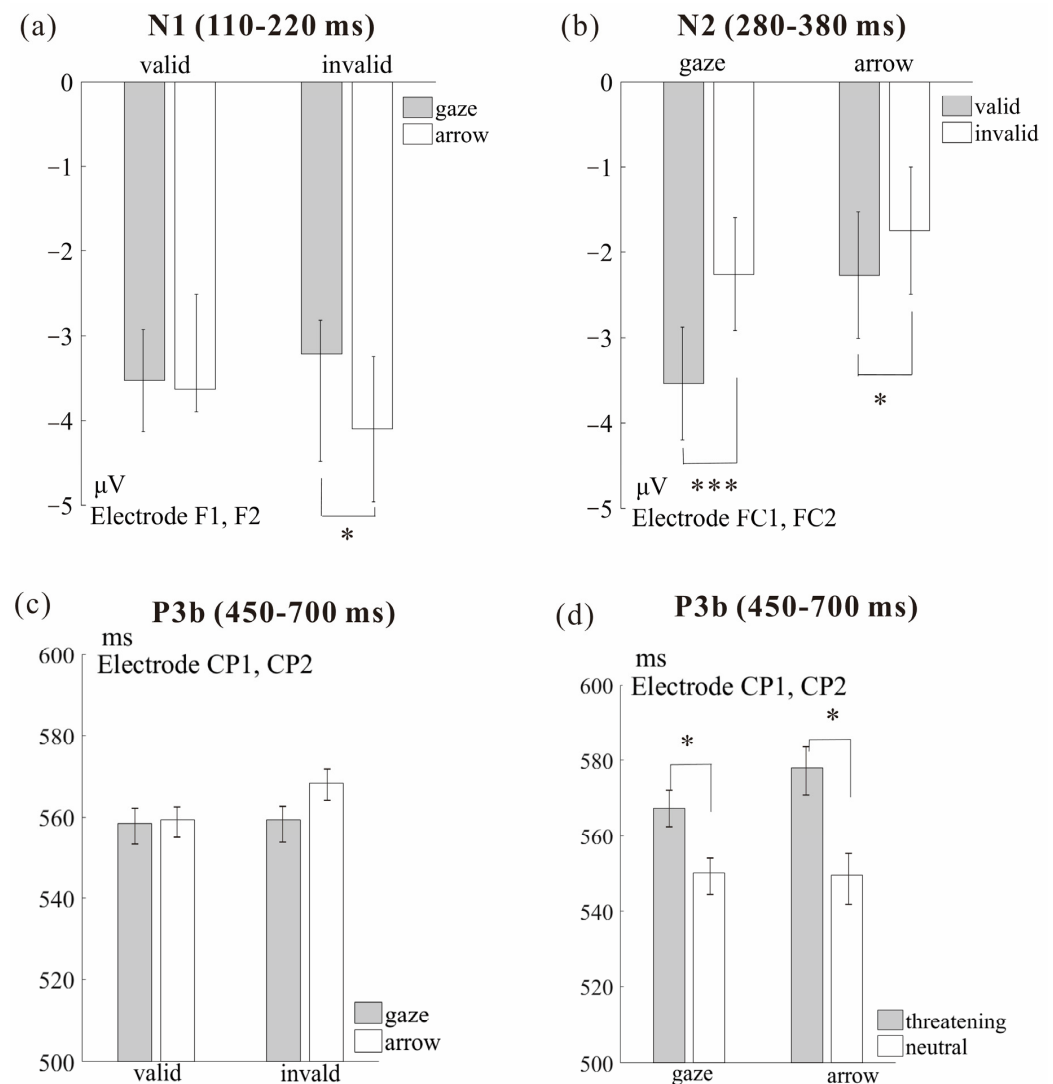 (a)
N1 (110-220 ms)
valid
invalid
0
−1
−2
−3
−4
−5
gaze
arrow
μV
Electrode F1, F2
*
(b)
N2 (280-380 ms)
gaze
arrow
0
−1
−2
−3
−4
−5
valid
invalid
μV
Electrode FC1, FC2
***
*
(c)
P3b (450-700 ms)
ms
Electrode CP1, CP2
600
580
560
540
520
500
valid
invald
gaze
arrow
(d)
P3b (450-700 ms)
ms
Electrode CP1, CP2
600
580
560
540
520
500
*
*
gaze
arrow
threatening
neutral